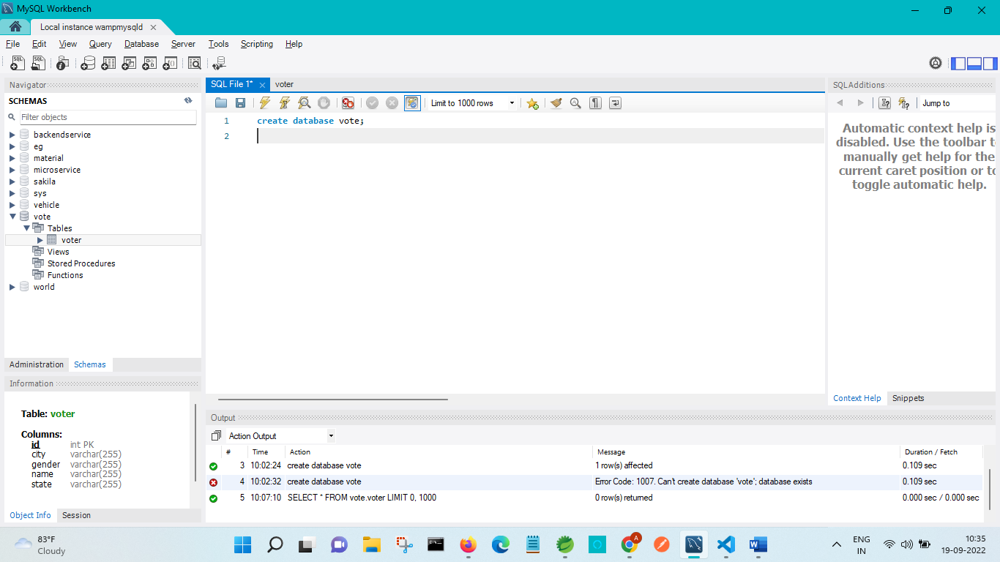 MySQL Workbench
Local instance wampmysqld
File Edit View Query Database Server Tools Scripting Help
Navigator
SCHEMAS
Filter objects
backendservice
eg
material
microservice
sakila
sys
vehicle
vote
Tables
voter
Views
Stored Procedures
Functions
world
Administration Schemas
Information
Table: voter
Columns:
id int PK
city varchar(255)
gender varchar(255)
name varchar(255)
state varchar(255)
Object Info Session
SQL File 1* voter
Limit to 1000 rows
1 create database vote;
2
SQLAdditions
Jump to
Automatic context help is
disabled. Use the toolbar t
manually get help for the
current caret position or to
toggle automatic help.
Context Help Snippets
Output
Action Output
# Time Action Message Duration / Fetch
3 10:02:24 create database vote 1 row(s) affected 0.109 sec
4 10:02:32 create database vote Error Code: 1007. Can't create database 'vote'; database exists 0.109 sec
5 10:07:10 SELECT * FROM vote.voter LIMIT 0, 1000 0 row(s) returned 0.000 sec / 0.000 sec
83°F
Cloudy
A
ENG
IN
10:35
19-09-2022